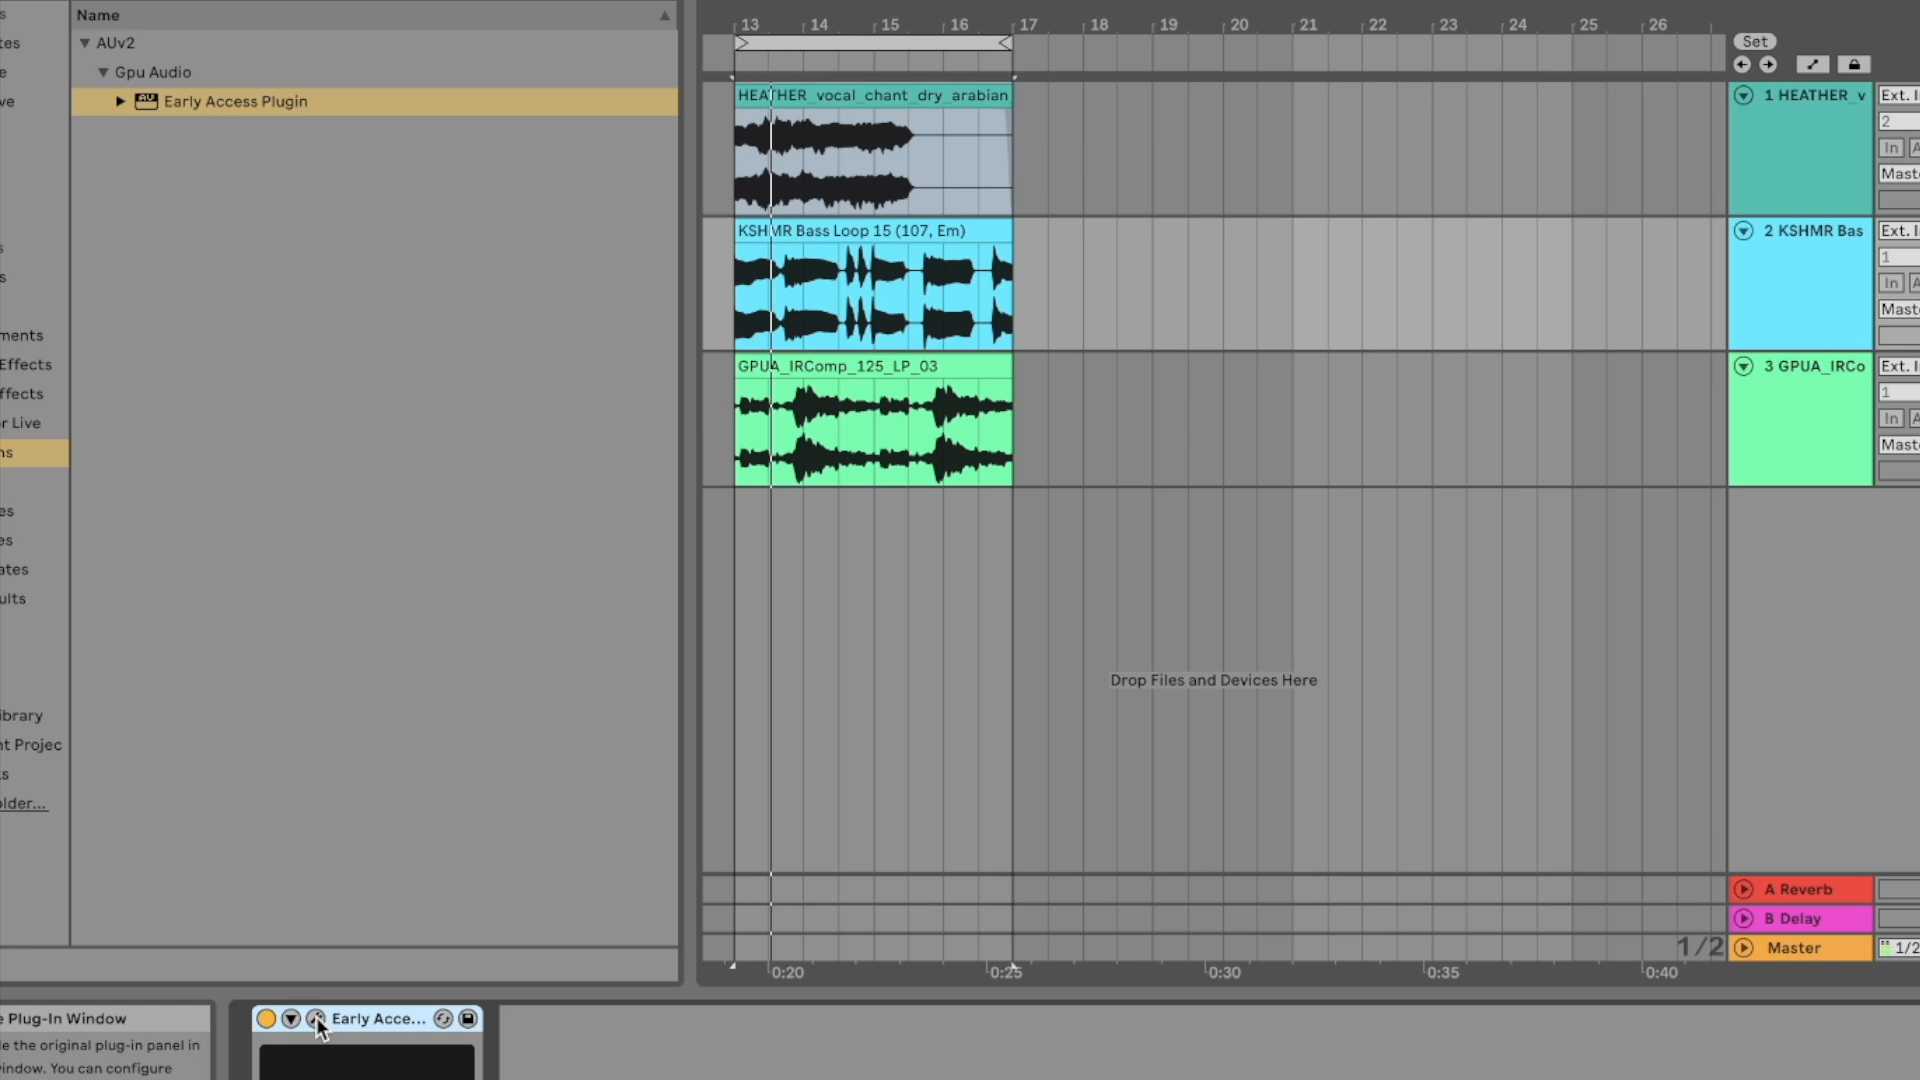 Name
AUv2
Gpu Audio
Early Access Plugin
s
tes
e
ve
s
s
ments
Effects
ffects
r Live
ns
es
es
ates
ults
ibrary
nt Projec
s
older...
13 14 15 16 17 18 19 20 21 22 23 24 25 26
Set
HEATHER_vocal_chant_dry_arabian
1 HEATHER_v
Ext. I
2
In A
Mast
KSHMR Bass Loop 15 (107, Em)
2 KSHMR Bas
Ext. I
1
In A
Mast
GPUA_IRComp_125_LP_03
3 GPUA_IRCo
Ext. I
1
In A
Mast
Drop Files and Devices Here
A Reverb
B Delay
1/2
Master
1/2
0:20 0:25 0:30 0:35 0:40
e Plug-In Window
le the original plug-in panel in
indow. You can configure
Early Acce...